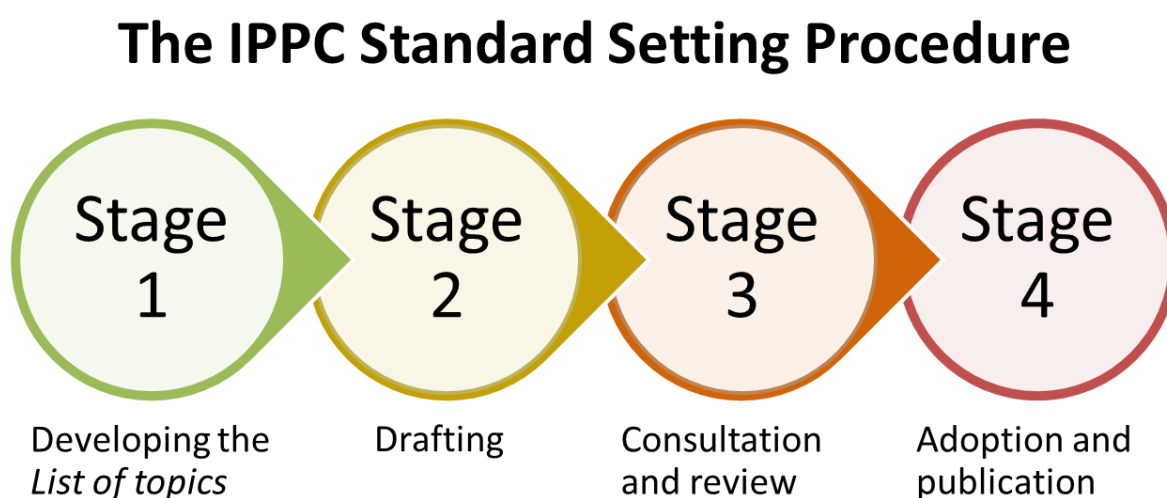 The IPPC Standard Setting Procedure
Stage
1
Stage
2
Stage
3
Stage
4
Developing the
List of topics
Drafting
Consultation
and review
Adoption and
publication